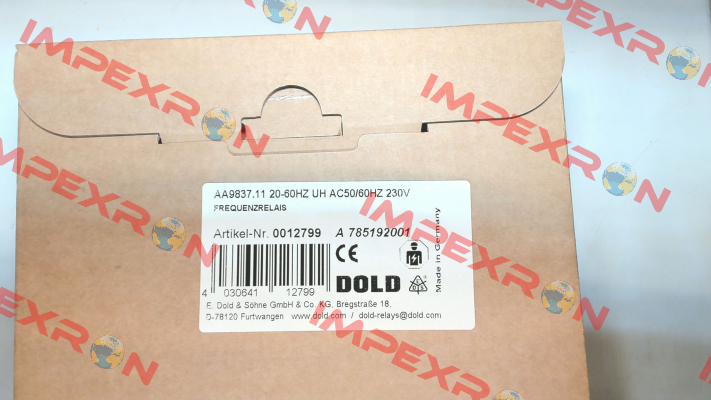 AA9837.11 20-60HZ UH AC50/60HZ 230V
FREQUENZRELAIS
Artikel-Nr. 0012799 A 785192001
CE
DOLD
Made in Germany
4 030641 12799
E. Dold & Söhne GmbH & Co. KG, Bregstraße 18,
D-78120 Furtwangen www.dold.com / dold-relays@dold.com
IMPEXRON
IMPEXRON
IMPEXRON
IMPEXRON
IMPEXRON
IMPEXRON
IMPEXRON
IMPEXRON